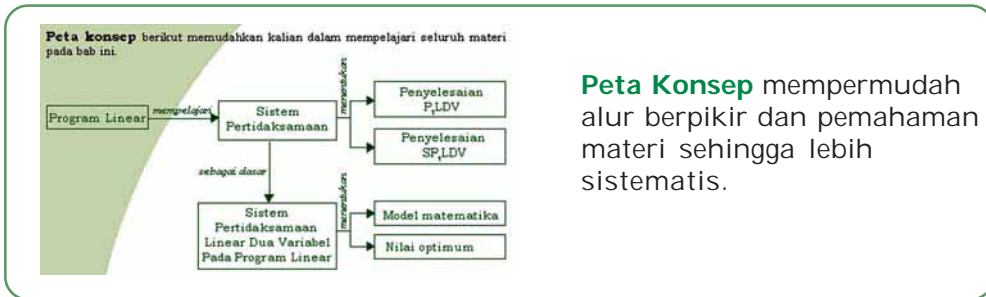 Peta konsep berikut memudahkan kalian dalam mempelajari seluruh materi
pada bab ini.
Program Linear
mempelajari
Sistem
Pertidaksamaan
menentukan
Penyelesaian
PtLDV
Penyelesaian
SPtLDV
sebagai dasar
Sistem
Pertidaksamaan
Linear Dua Variabel
Pada Program Linear
menentukan
Model matematika
Nilai optimum
Peta Konsep mempermudah
alur berpikir dan pemahaman
materi sehingga lebih
sistematis.